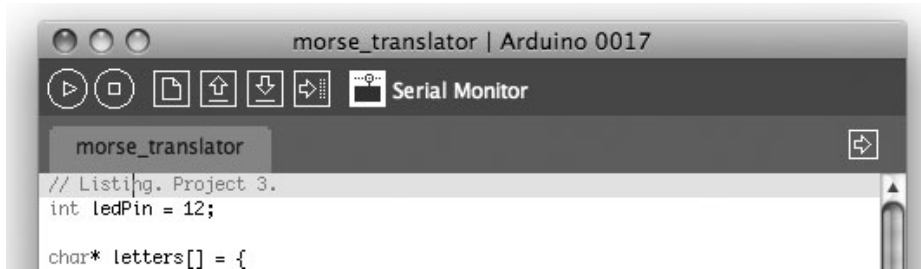 morse_translator | Arduino 0017
Serial Monitor
morse_translator
// Listing. Project 3.
int ledPin = 12;
char* letters[] = {